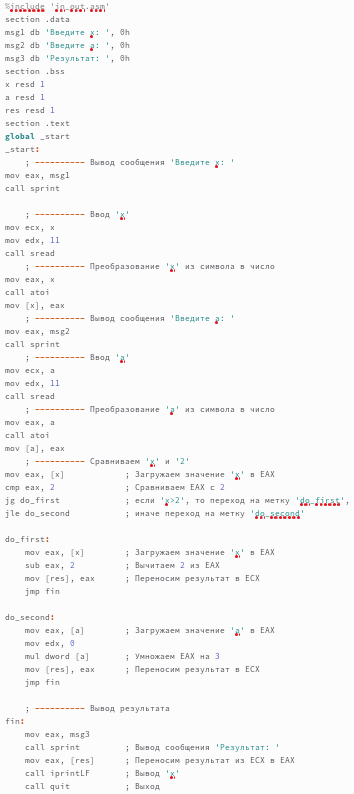 %include 'in_out.asm'
section .data
msg1 db 'Введите x: ', 0h
msg2 db 'Введите a: ', 0h
msg3 db 'Результат: ', 0h
section .bss
x resd 1
a resd 1
res resd 1
section .text
global _start
_start:
; ---------- Вывод сообщения 'Введите x: '
mov eax, msg1
call sprint
; ---------- Ввод 'x'
mov ecx, x
mov edx, 11
call sread
; ---------- Преобразование 'x' из символа в число
mov eax, x
call atoi
mov [x], eax
; ---------- Вывод сообщения 'Введите a: '
mov eax, msg2
call sprint
; ---------- Ввод 'a'
mov ecx, a
mov edx, 11
call sread
; ---------- Преобразование 'a' из символа в число
mov eax, a
call atoi
mov [a], eax
; ---------- Сравниваем 'x' и '2'
mov eax, [x] ; Загружаем значение 'x' в EAX
cmp eax, 2 ; Сравниваем EAX с 2
jg do_first ; если 'x>2', то переход на метку 'do_first',
jle do_second ; иначе переход на метку 'do_second'
do_first:
mov eax, [x] ; Загружаем значение 'x' в EAX
sub eax, 2 ; Вычитаем 2 из EAX
mov [res], eax ; Переносим результат в ECX
jmp fin
do_second:
mov eax, [a] ; Загружаем значение 'a' в EAX
mov edx, 0
mul dword [a] ; Умножаем EAX на 3
mov [res], eax ; Переносим результат в ECX
jmp fin
; ---------- Вывод результата
fin:
mov eax, msg3
call sprint ; Вывод сообщения 'Результат: '
mov eax, [res] ; Переносим результат из ECX в EAX
call iprintLF ; Вывод 'x'
call quit ; Выход